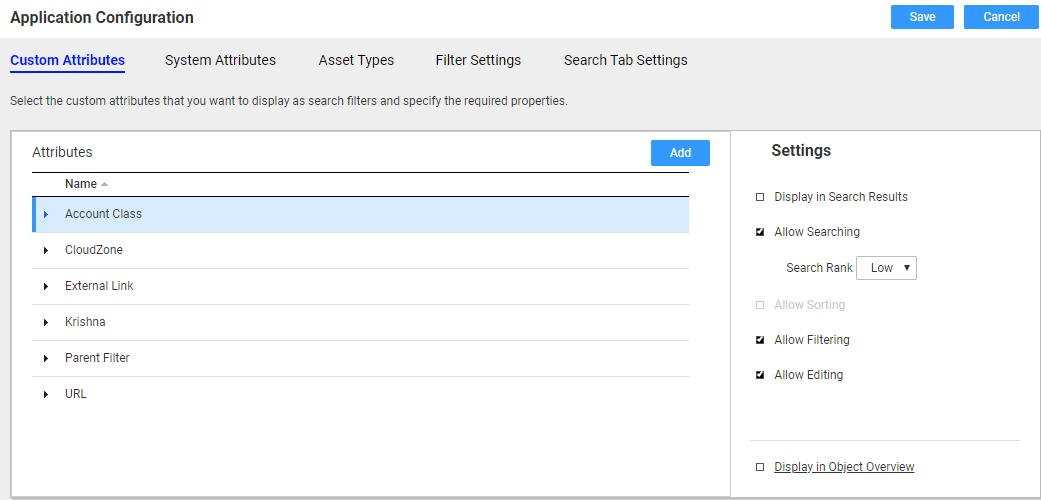 Application Configuration
Save
Cancel
Custom Attributes
System Attributes
Asset Types
Filter Settings
Search Tab Settings
Select the custom attributes that you want to display as search filters and specify the required properties.
Attributes
Add
Name
Account Class
CloudZone
External Link
Krishna
Parent Filter
URL
Settings
Display in Search Results
Allow Searching
Search Rank Low
Allow Sorting
Allow Filtering
Allow Editing
Display in Object Overview